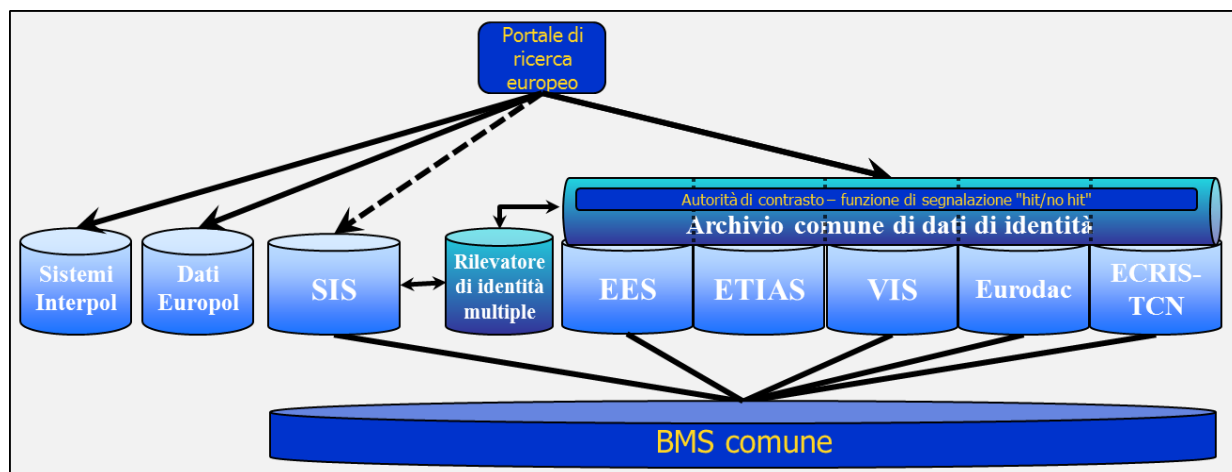 Portale di
ricerca
europeo
Autorità di contrasto – funzione di segnalazione "hit/no hit"
Archivio comune di dati di identità
Sistemi
Interpol
Dati
Europol
SIS
Rilevatore
di identità
multiple
EES
ETIAS
VIS
Eurodac
ECRIS-
TCN
BMS comune